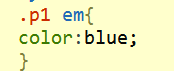 .p1 em{
color:blue;
}